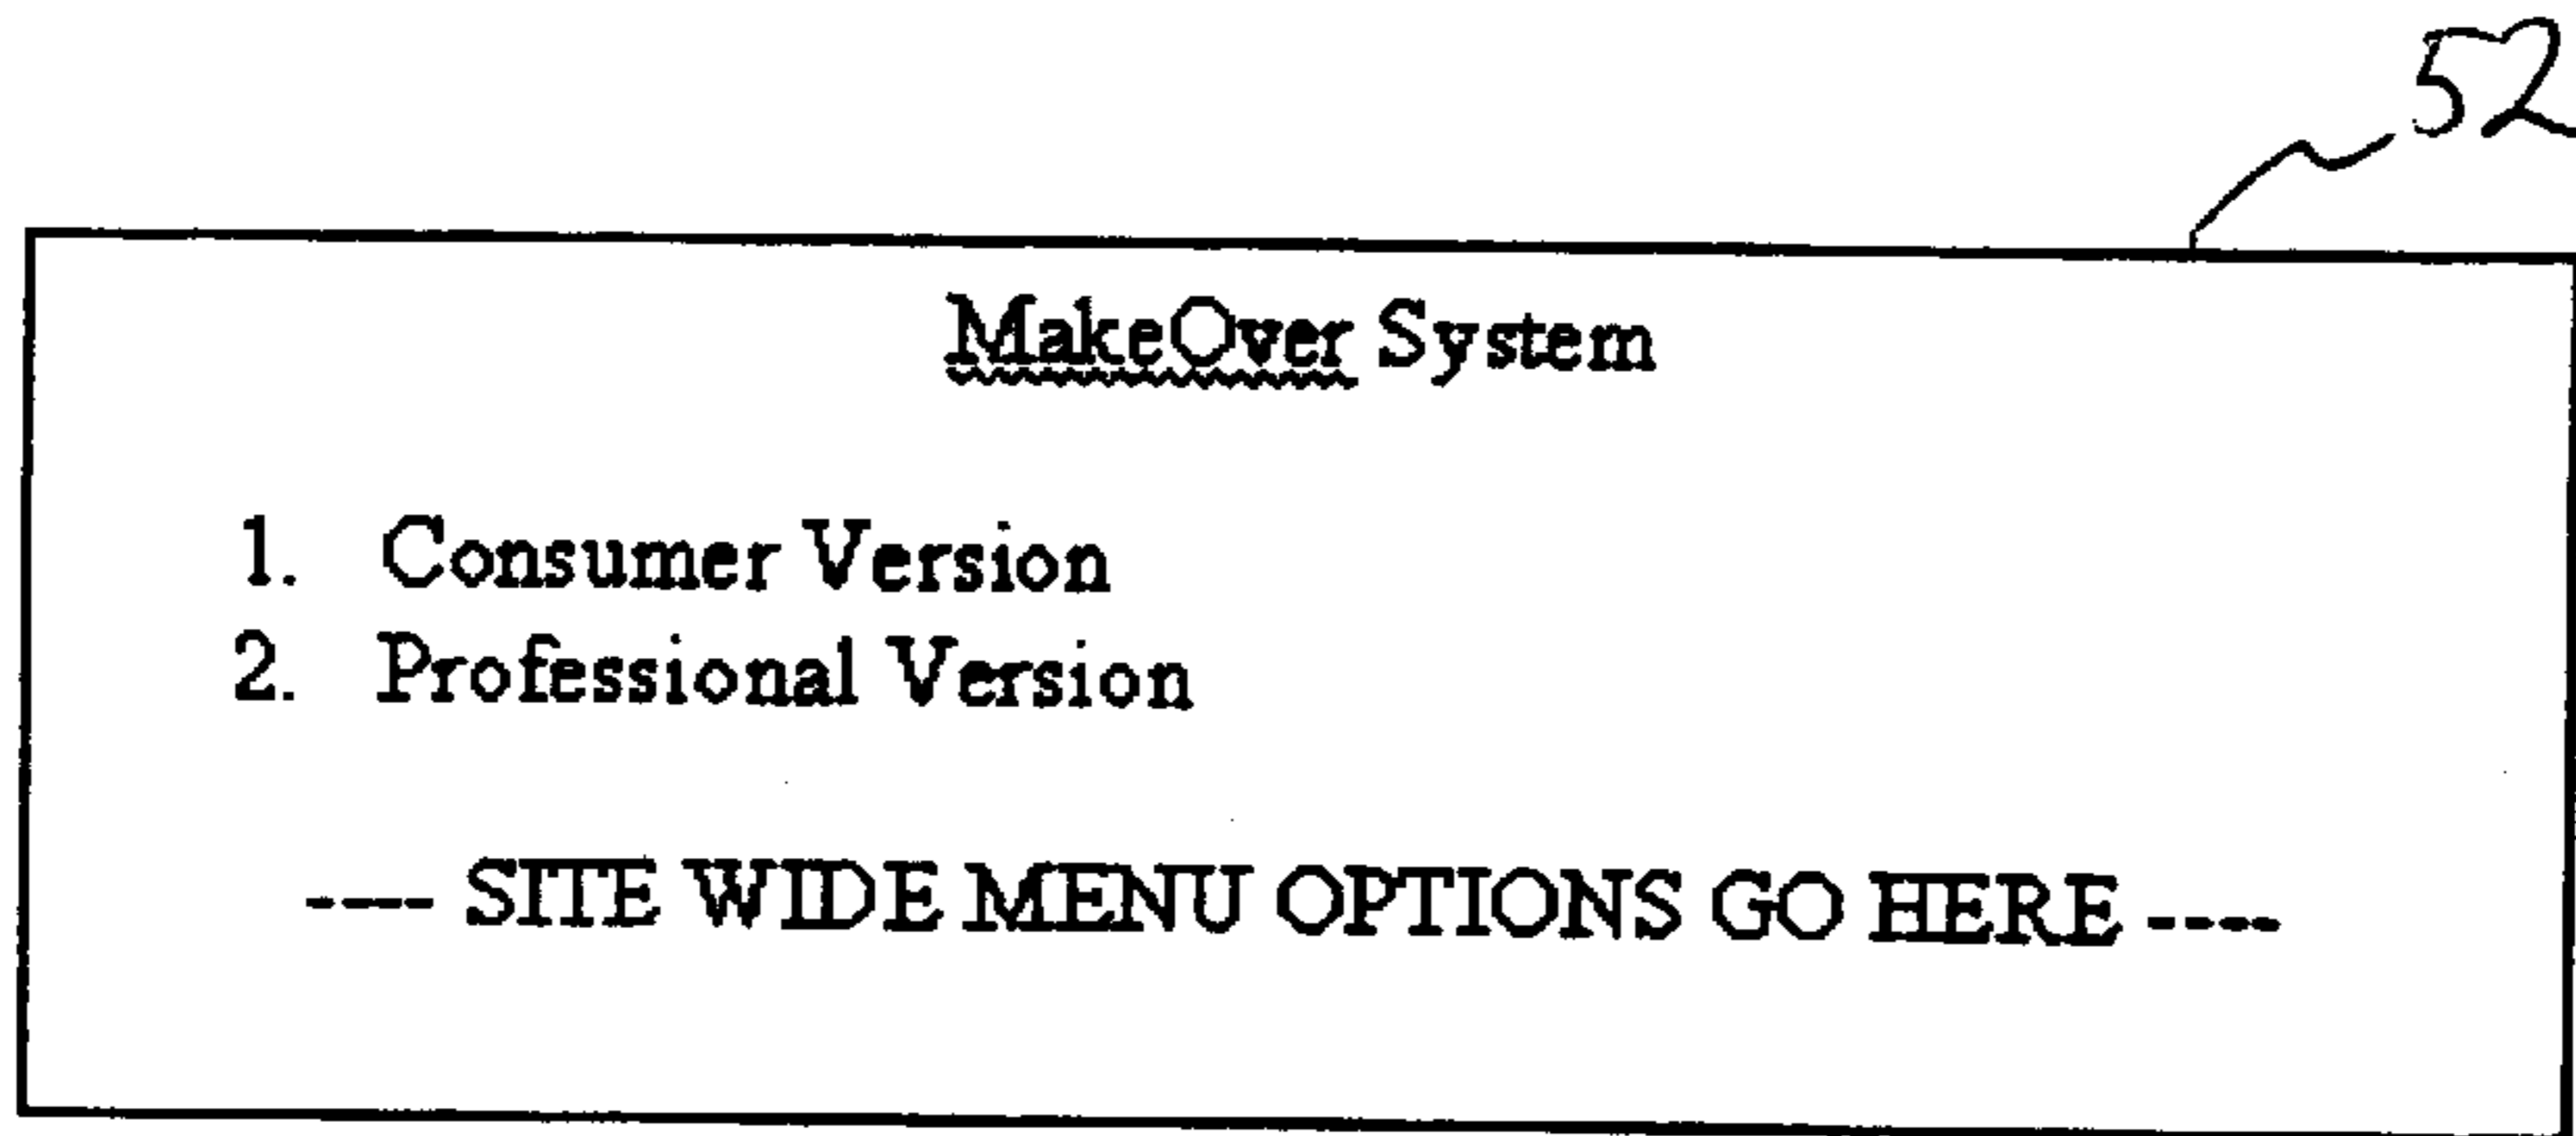 52
MakeOver System
1. Consumer Version
2. Professional Version
---- SITE WIDE MENU OPTIONS GO HERE ----